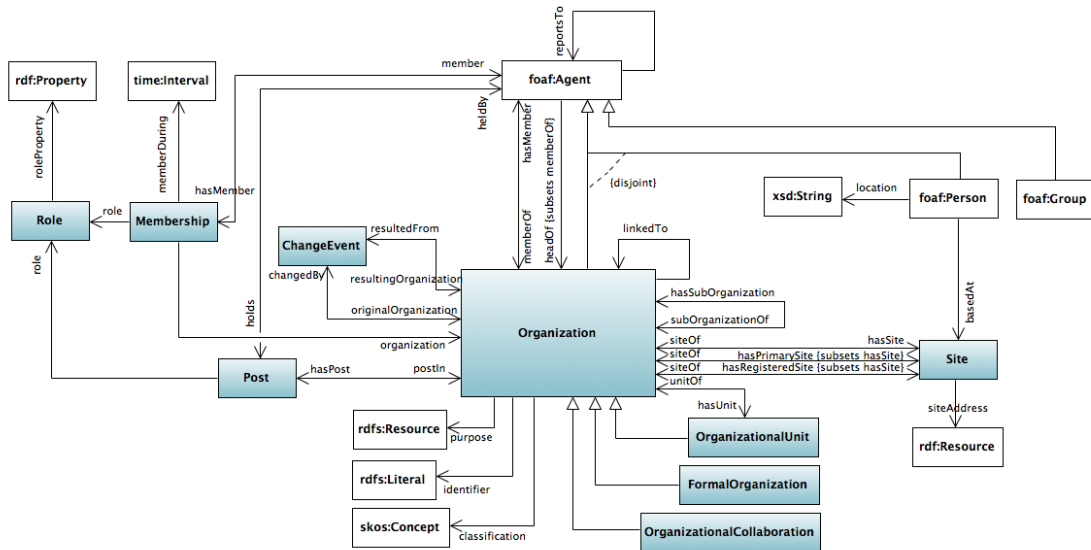 reportsTo
member
foaf:Agent
rdf:Property
time:Interval
heldBy
hasMember
headOf {subsets memberOf}
memberOf
roleProperty
memberDuring
hasMember
{disjoint}
xsd:String
location
foaf:Person
foaf:Group
Role
role
Membership
ChangeEvent
resultedFrom
linkedTo
changedBy
resultingOrganization
role
holds
originalOrganization
organization
Organization
hasSubOrganization
subOrganizationOf
basedAt
siteOf
hasSite
siteOf
hasPrimarySite {subsets hasSite}
siteOf
hasRegisteredSite {subsets hasSite}
unitOf
Site
Post
hasPost
postIn
hasUnit
siteAddress
rdfs:Resource
purpose
OrganizationalUnit
rdf:Resource
rdfs:Literal
identifier
FormalOrganization
skos:Concept
classification
OrganizationalCollaboration